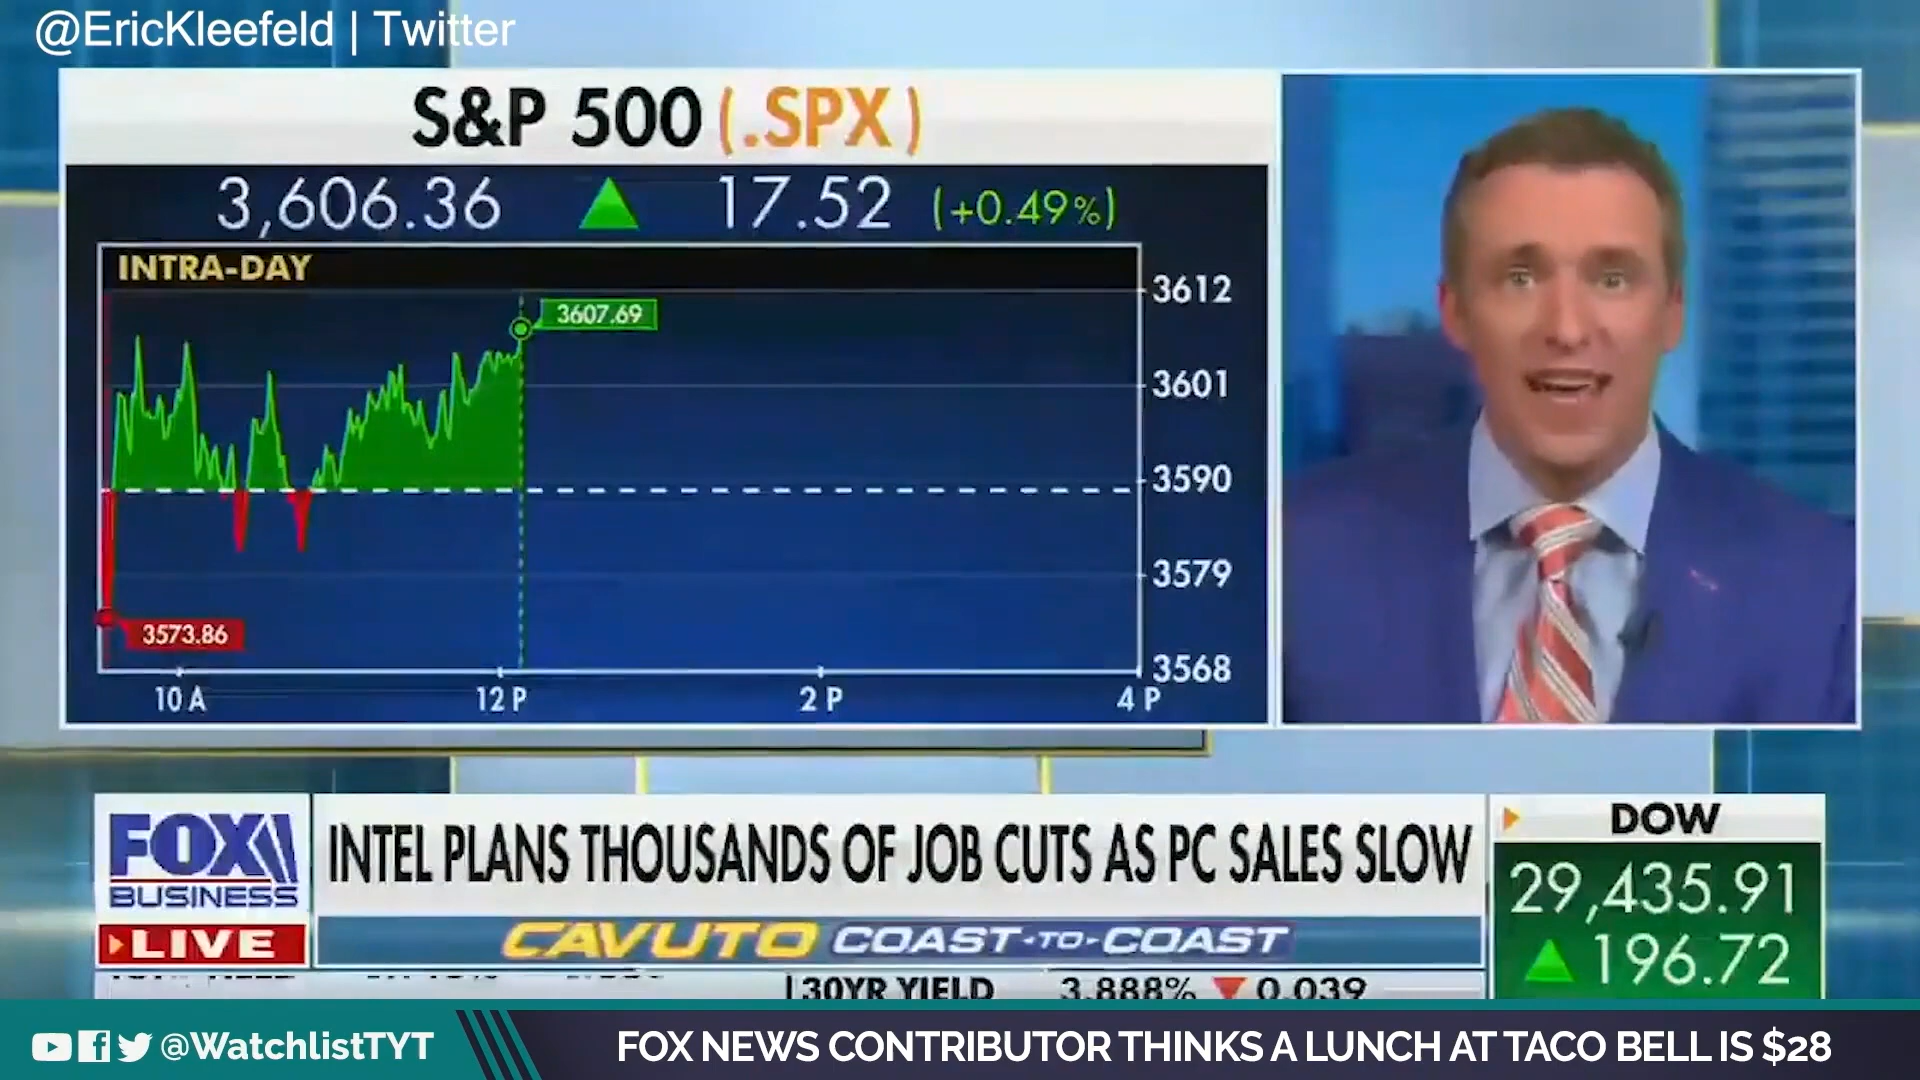 @EricKleefeld | Twitter
S&P 500 (.SPX)
3,606.36 ▲ 17.52 (+0.49%)
INTRA-DAY
3607.69
3573.86
3612
3601
3590
3579
3568
10 A 12 P 2 P 4 P
FOX
BUSINESS
LIVE
INTEL PLANS THOUSANDS OF JOB CUTS AS PC SALES SLOW
CAVUTO COAST-TO-COAST
30YR YIELD 3.888% ▼ 0.039
DOW
29,435.91
▲ 196.72
@WatchlistTYT
FOX NEWS CONTRIBUTOR THINKS A LUNCH AT TACO BELL IS $28